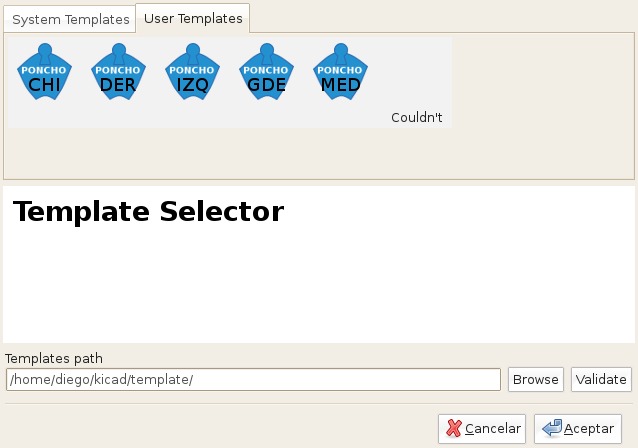 System Templates User Templates
PONCHO PONCHO PONCHO PONCHO PONCHO
CHI DER IZQ GDE MED
Couldn't
Template Selector
Templates path
/home/diego/kicad/template/ Browse Validate
Cancelar Aceptar